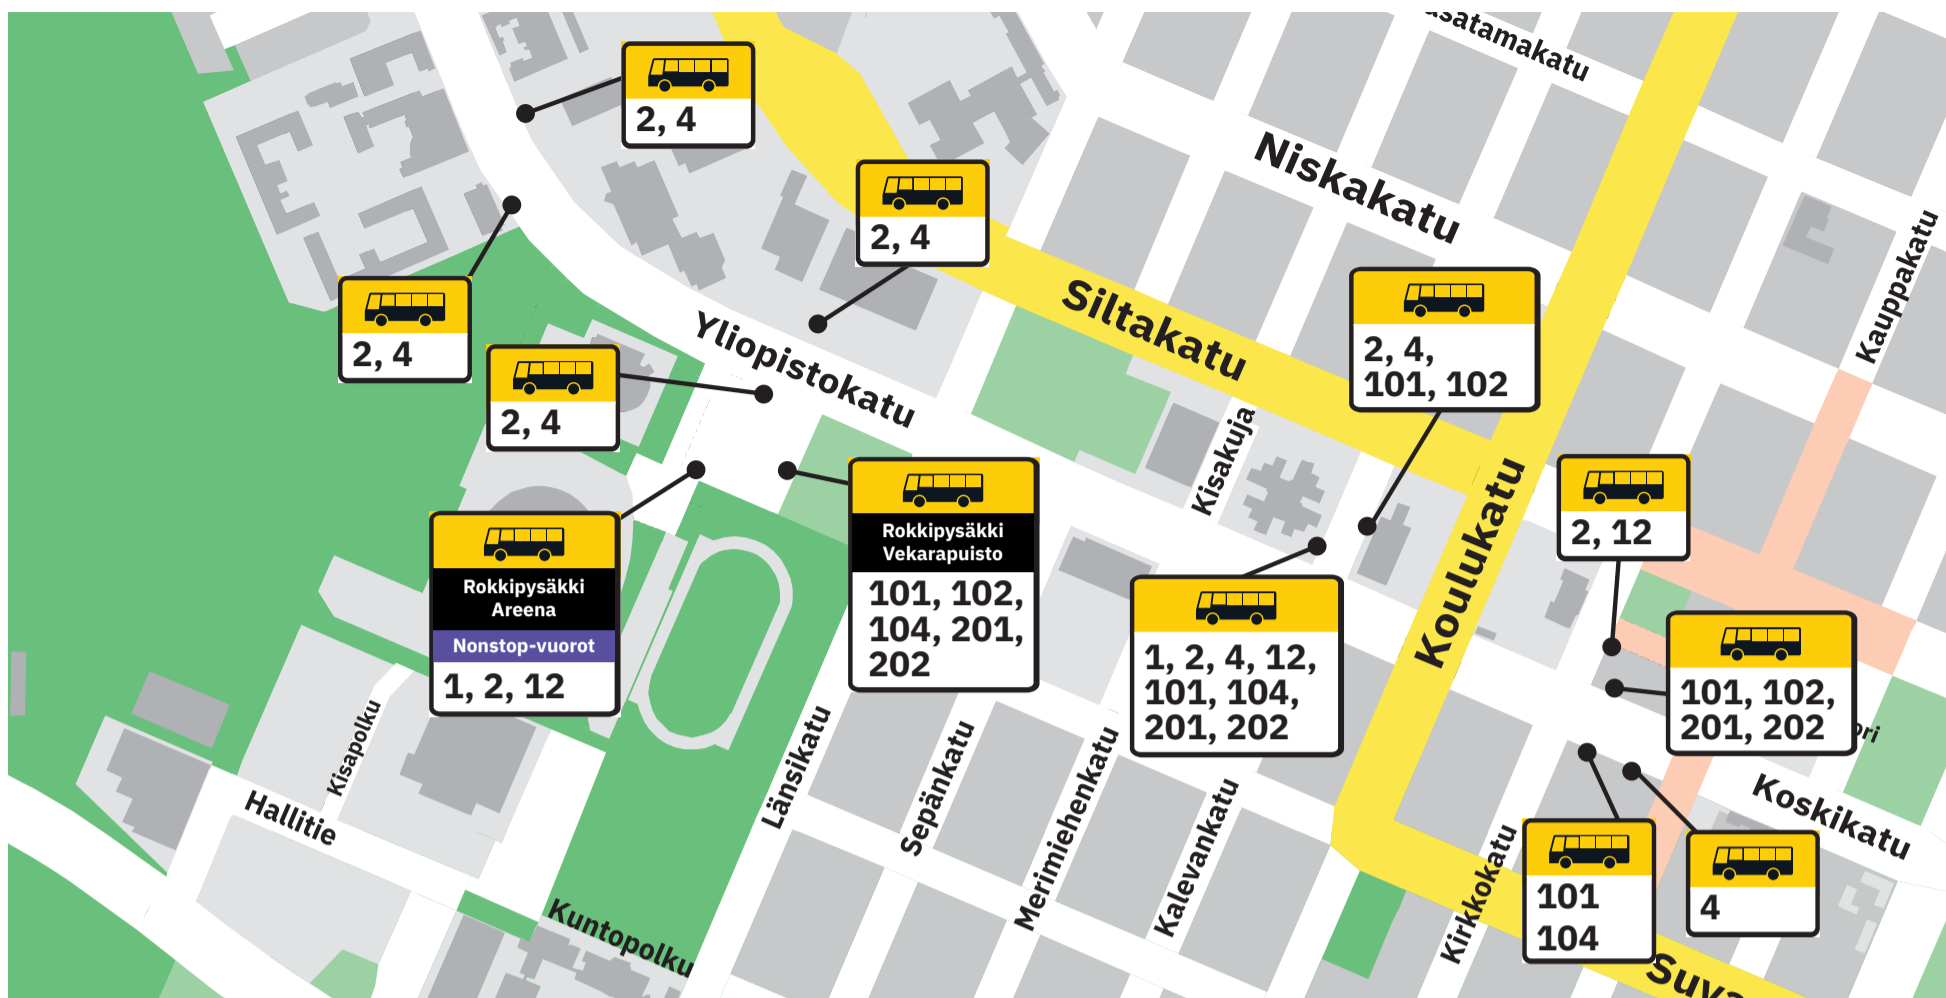 Niskakatu
Kauppakatu
Siltakatu
Yliopistokatu
Kisakuja
Koulukatu
2, 4
2, 4
2, 4
2, 4
2, 4,
101, 102
2, 12
Rokkipysäkki
Areena
Nonstop-vuorot
1, 2, 12
Rokkipysäkki
Vekarapuisto
101, 102,
104, 201,
202
1, 2, 4, 12,
101, 104,
201, 202
101, 102,
201, 202
101
104
4
Kisapolku
Hallitie
Länsikatu
Sepänkatu
Merimiehenkatu
Kalevankatu
Kirkkokatu
Koskikatu
Kuntopolku